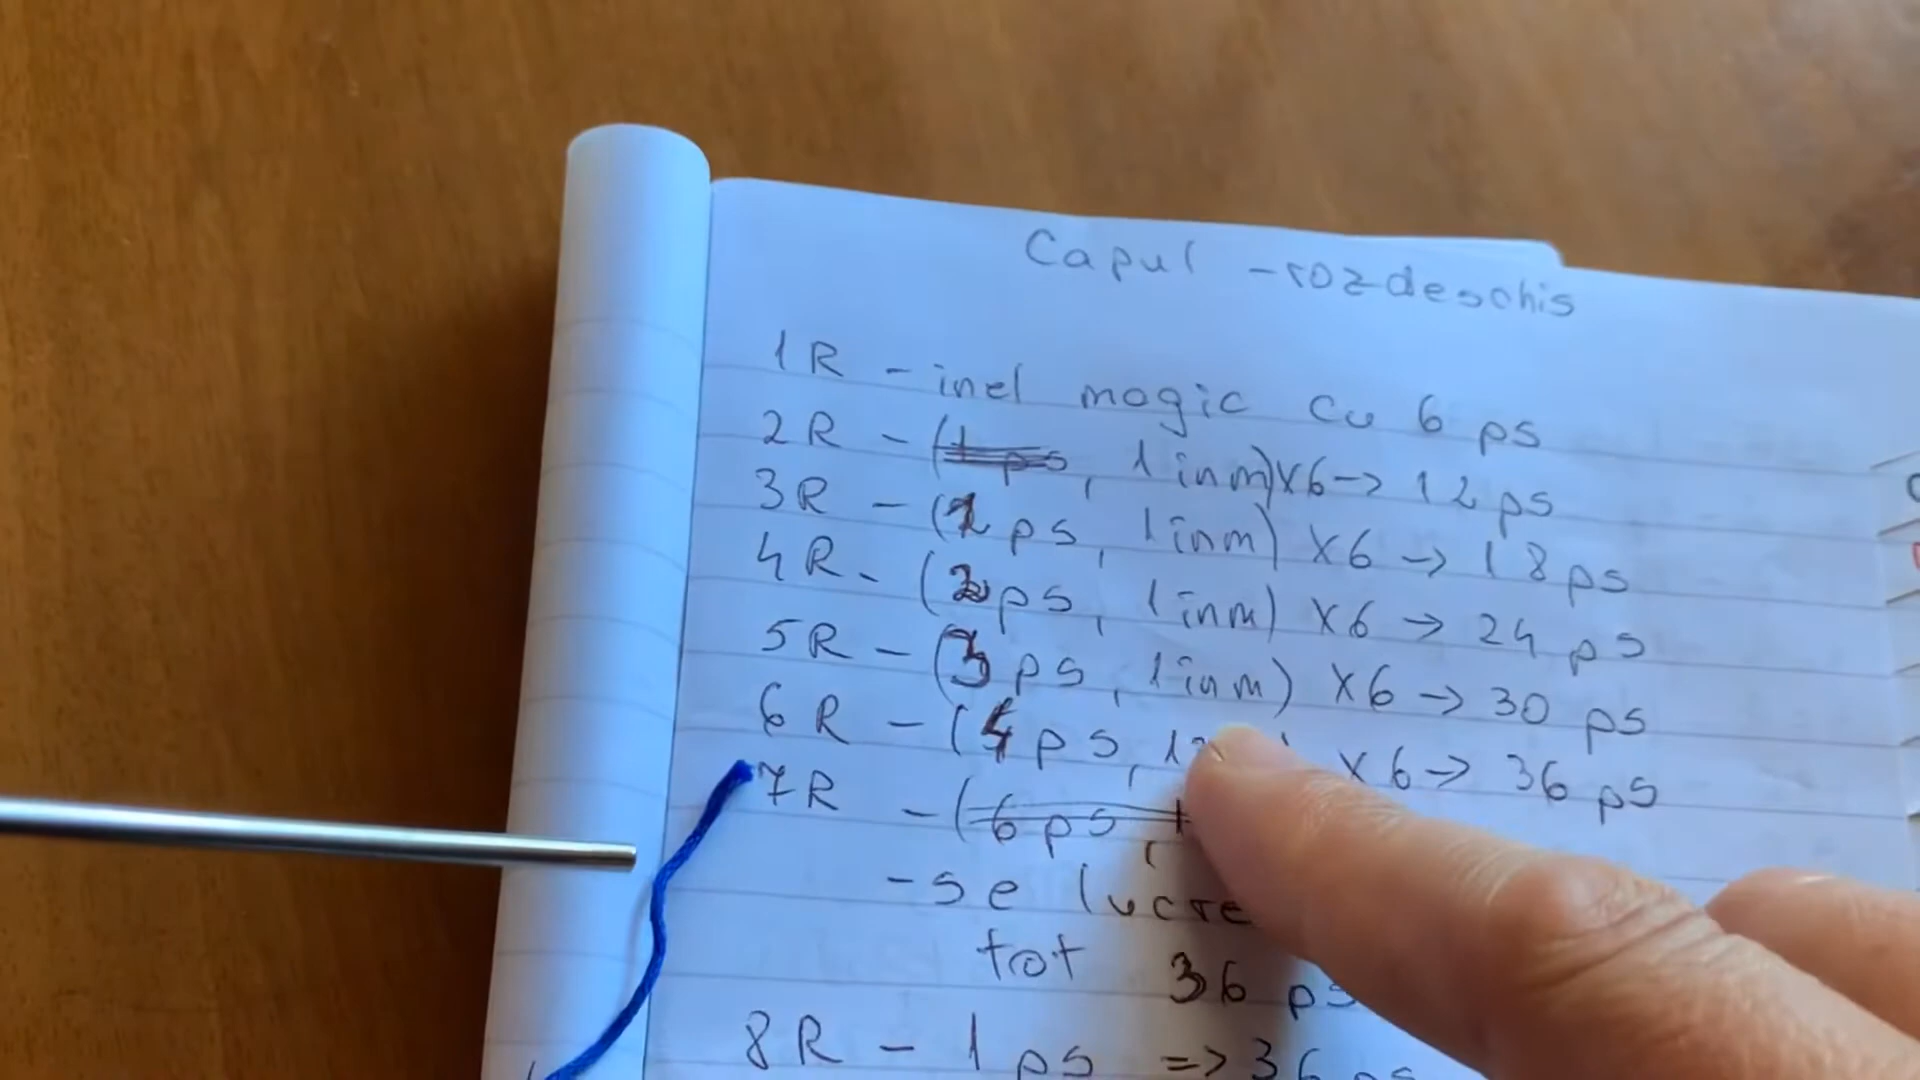 Capul - roz deschis
1R - inel magic cu 6 ps
2R - (1 ps, 1 inm) x6 -> 12 ps
3R - (1 ps, 1 inm) x6 -> 18 ps
4R - (2 ps, 1 inm) x6 -> 24 ps
5R - (3 ps, 1 inm) x6 -> 30 ps
6R - (4 ps, x6 -> 36 ps
7R - (6 ps
- se
tot 36 ps
8R - 1 ps => 36 ps